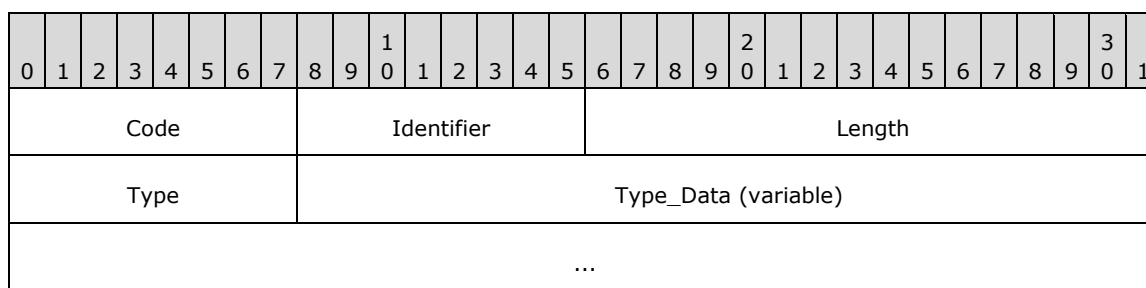 1 2 3
0 1 2 3 4 5 6 7 8 9 0 1 2 3 4 5 6 7 8 9 0 1 2 3 4 5 6 7 8 9 0 1
Code Identifier Length
Type Type_Data (variable)
...